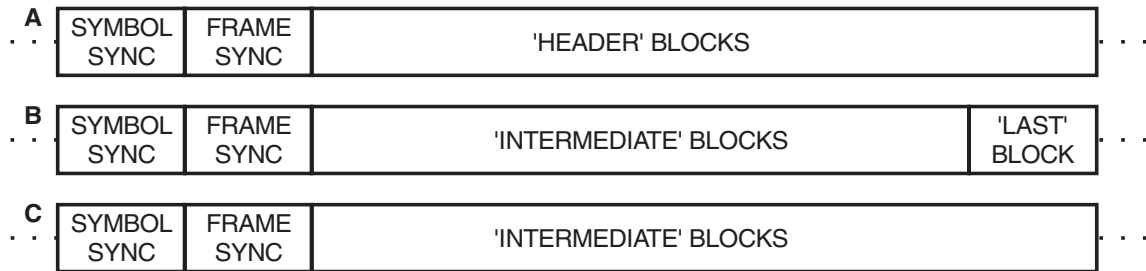 A
SYMBOL SYNC
FRAME SYNC
'HEADER' BLOCKS
B
SYMBOL SYNC
FRAME SYNC
'INTERMEDIATE' BLOCKS
'LAST' BLOCK
C
SYMBOL SYNC
FRAME SYNC
'INTERMEDIATE' BLOCKS